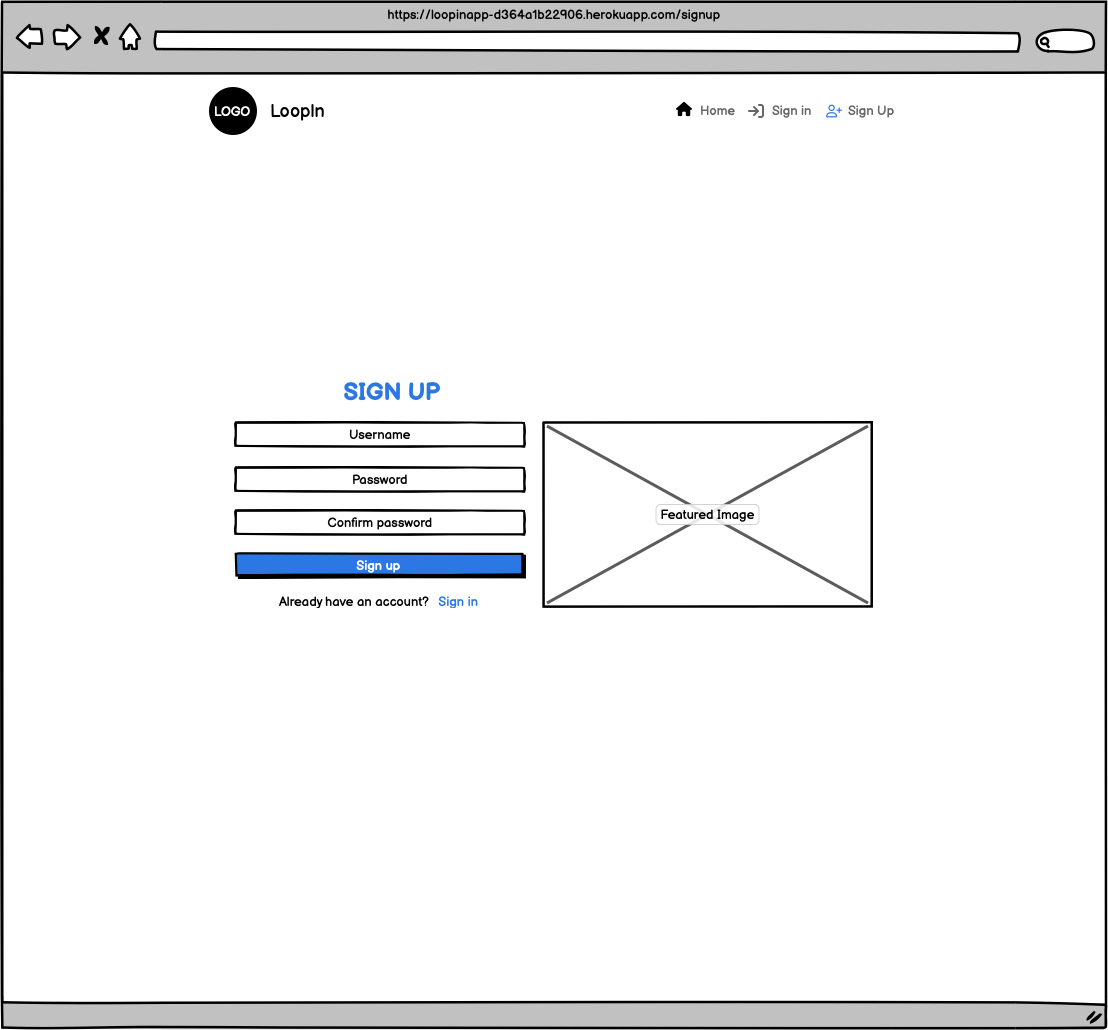 https://loopinapp-d364a1b22906.herokuapp.com/signup
LOGO LoopIn Home Sign in Sign Up
SIGN UP
Username
Password
Confirm password
Sign up
Already have an account? Sign in
Featured Image